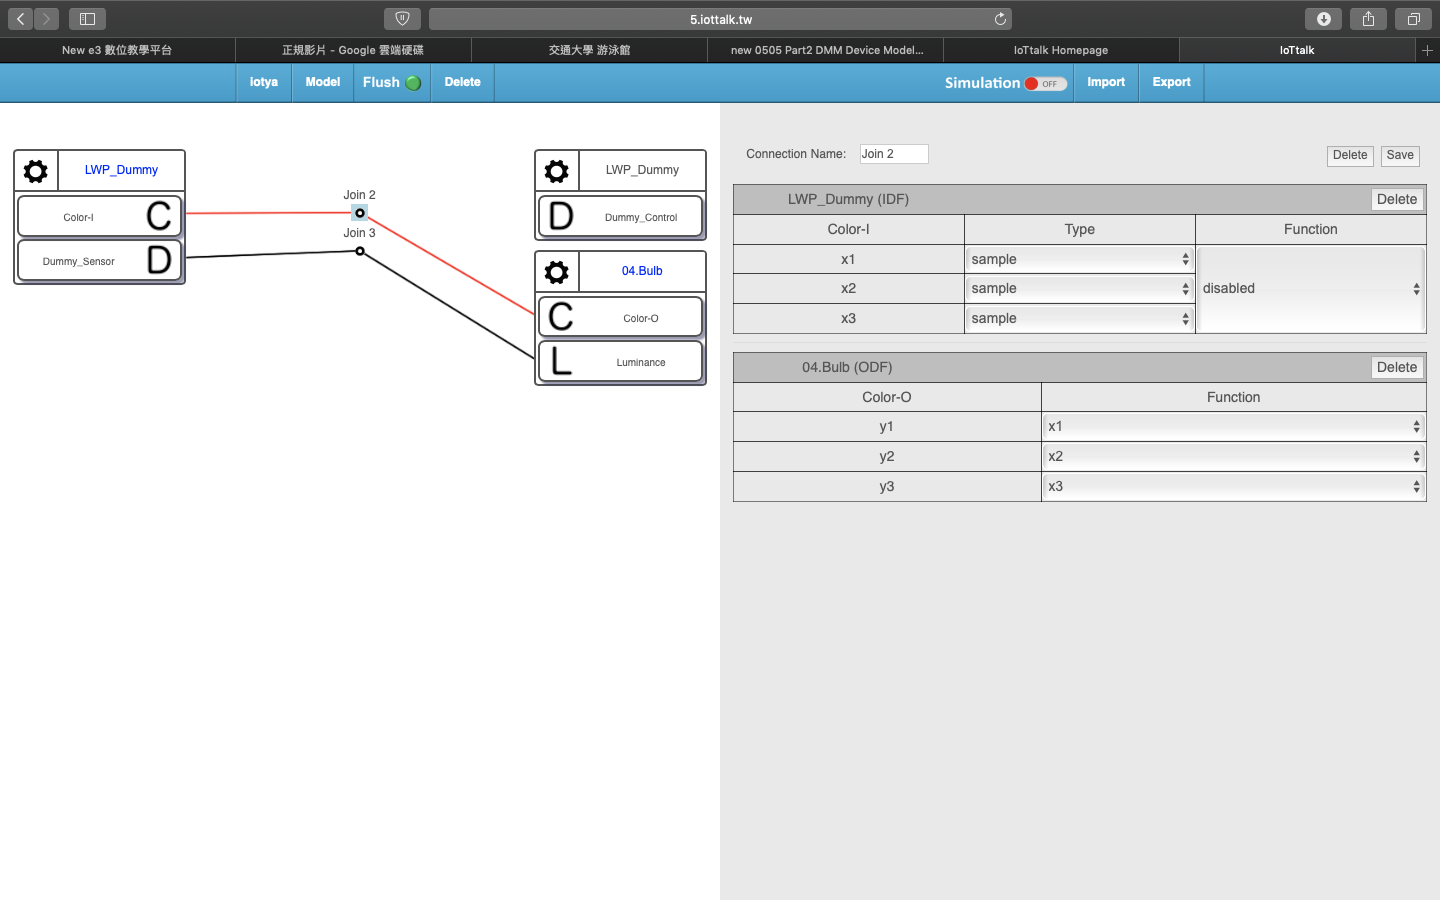 5.iottalk.tw
New e3 數位教學平台
正規影片 - Google 雲端硬碟
交通大學 游泳館
new 0505 Part2 DMM Device Model...
IoTtalk Homepage
IoTtalk
iotya
Model
Flush
Delete
Simulation
OFF
Import
Export
LWP_Dummy
Color-I
C
Dummy_Sensor
D
Join 2
Join 3
LWP_Dummy
D
Dummy_Control
04.Bulb
C
Color-O
L
Luminance
Connection Name:
Join 2
Delete
Save
LWP_Dummy (IDF)
Delete
Color-I
Type
Function
x1
sample
x2
sample
disabled
x3
sample
04.Bulb (ODF)
Delete
Color-O
Function
y1
x1
y2
x2
y3
x3